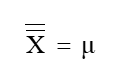 X̿ = μ